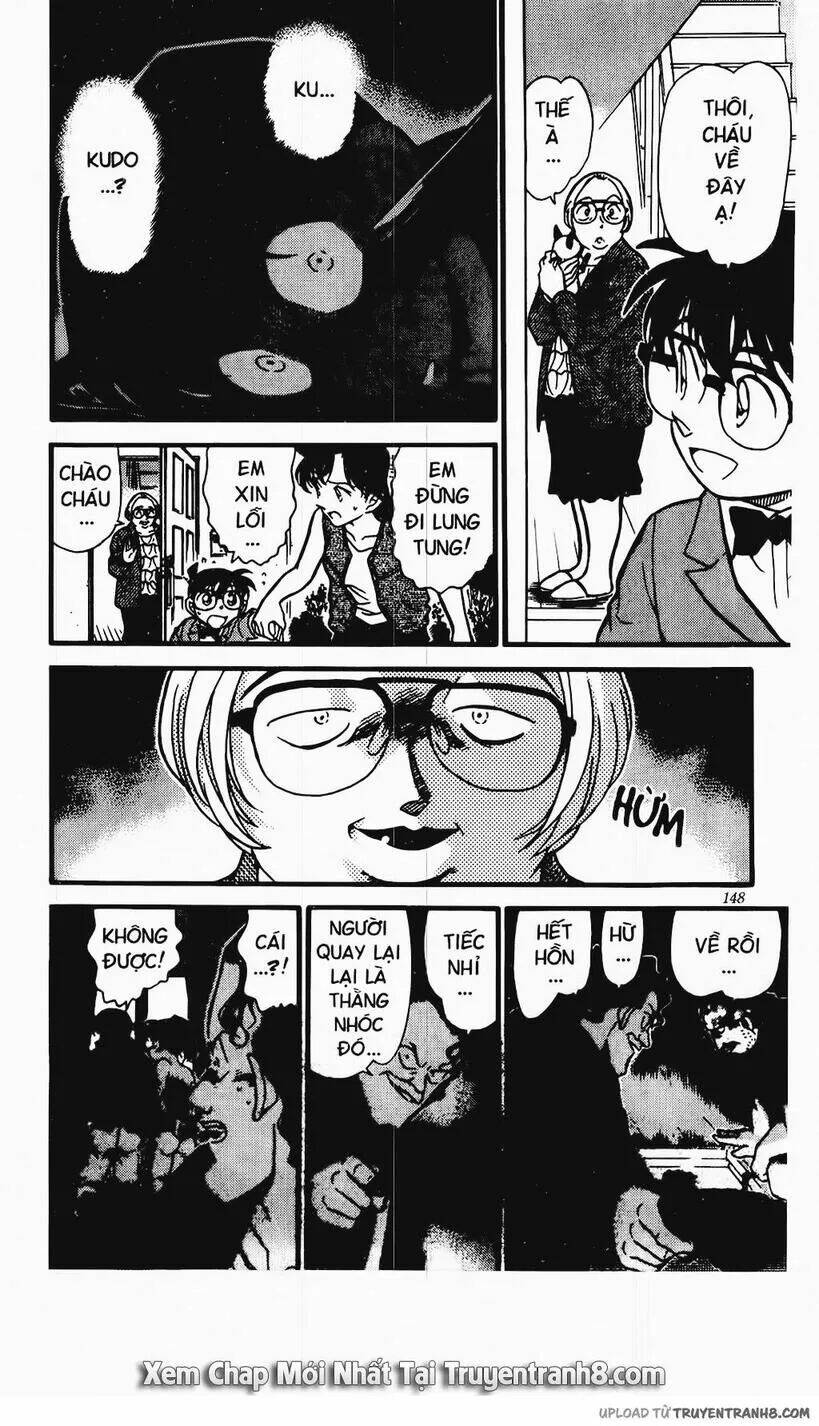 THÔI,
CHÁU
VỀ
ĐÂY
Ạ!
THẾ
À
...
KU...
KUDO
...?
EM
ĐỪNG
ĐI LUNG
TUNG!
EM
XIN
LỖI
...
CHÀO
CHÁU
...
HỪM
148
VỀ RỒI
...
HỪ
...
HẾT
HỒN
...
TIẾC
NHỈ
...
NGƯỜI
QUAY LẠI
LẠI LÀ
THẰNG
NHÓC
ĐÓ...
CÁI
...?!
KHÔNG
ĐƯỢC!
Xem Chap Mới Nhất Tại Truyentranh8.com
UPLOAD TỪ TRUYENTRANH8.COM